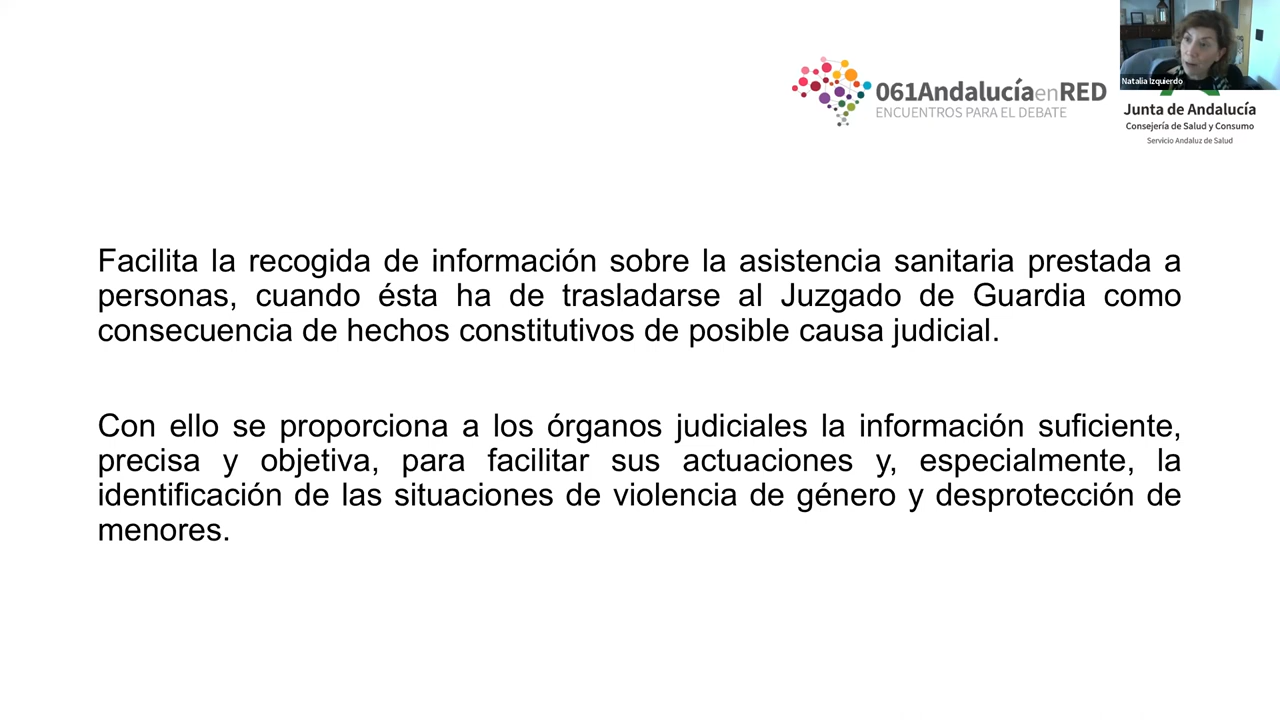 Natalia Izquierdo
061AndalucíaenRED
ENCUENTROS PARA EL DEBATE
Junta de Andalucía
Consejería de Salud y Consumo
Servicio Andaluz de Salud
Facilita la recogida de información sobre la asistencia sanitaria prestada a
personas, cuando ésta ha de trasladarse al Juzgado de Guardia como
consecuencia de hechos constitutivos de posible causa judicial.
Con ello se proporciona a los órganos judiciales la información suficiente,
precisa y objetiva, para facilitar sus actuaciones y, especialmente, la
identificación de las situaciones de violencia de género y desprotección de
menores.